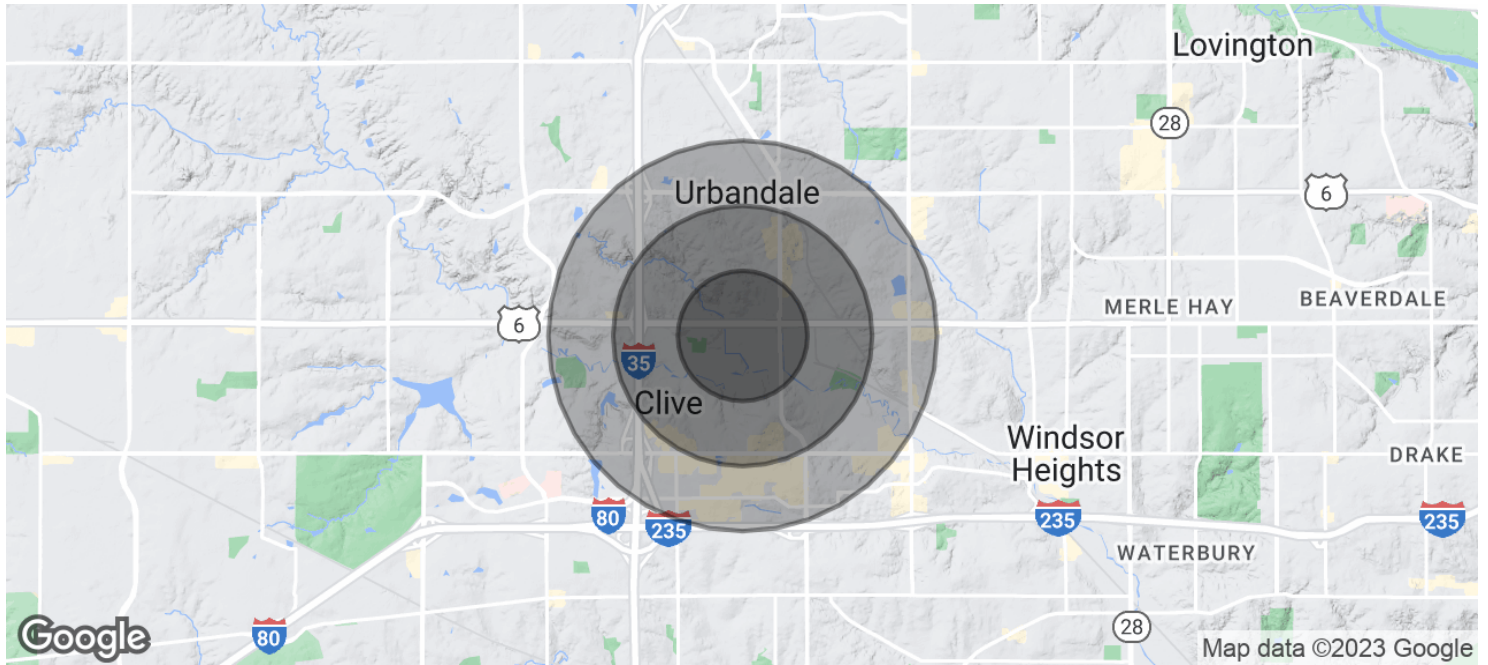 Lovington
28
Urbandale
6
MERLE HAY
BEAVERDALE
6
35
Clive
Windsor
Heights
DRAKE
80
235
235
235
WATERBURY
80
28
Google
Map data ©2023 Google